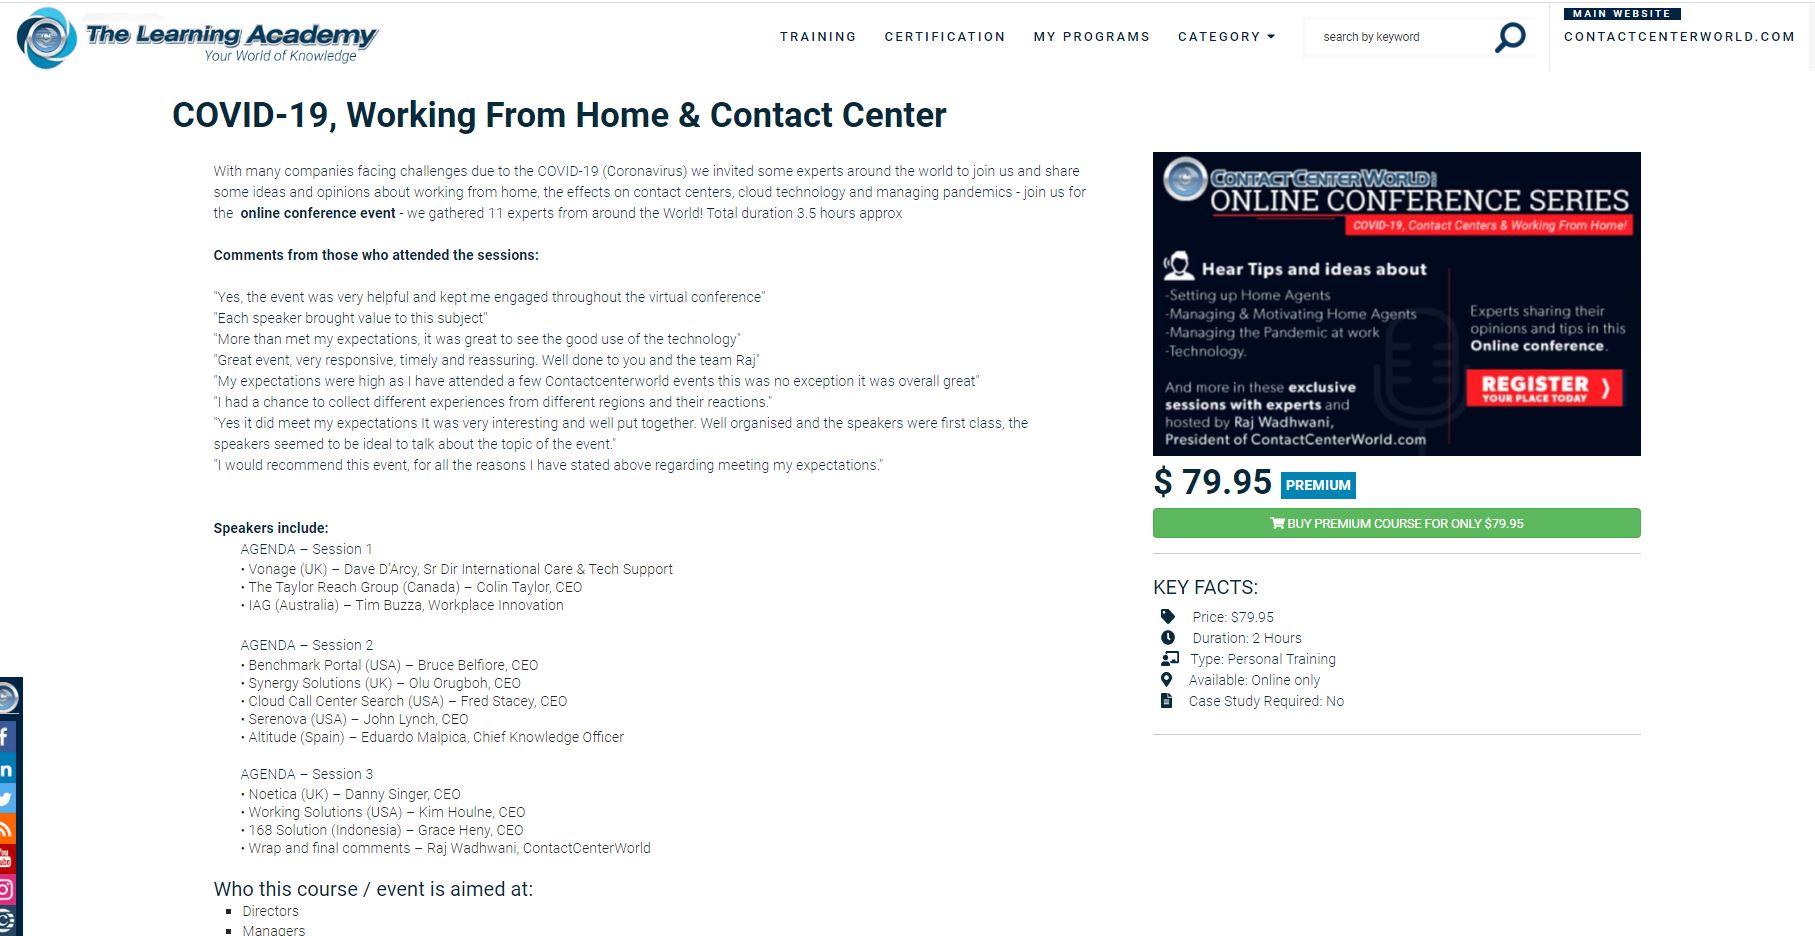 The Learning Academy
Your World of Knowledge
TRAINING
CERTIFICATION
MY PROGRAMS
CATEGORY
search by keyword
MAIN WEBSITE
CONTACTCENTERWORLD.COM
COVID-19, Working From Home & Contact Center
With many companies facing challenges due to the COVID-19 (Coronavirus) we invited some experts around the world to join us and share
some ideas and opinions about working from home, the effects on contact centers, cloud technology and managing pandemics - join us for
the online conference event - we gathered 11 experts from around the World! Total duration 3.5 hours approx
Comments from those who attended the sessions:
"Yes, the event was very helpful and kept me engaged throughout the virtual conference"
"Each speaker brought value to this subject"
"More than met my expectations, it was great to see the good use of the technology"
"Great event, very responsive, timely and reassuring. Well done to you and the team Raj"
"My expectations were high as I have attended a few Contactcenterworld events this was no exception it was overall great"
"I had a chance to collect different experiences from different regions and their reactions."
"Yes it did meet my expectations It was very interesting and well put together. Well organised and the speakers were first class, the
speakers seemed to be ideal to talk about the topic of the event."
"I would recommend this event, for all the reasons I have stated above regarding meeting my expectations."
Speakers include:
AGENDA – Session 1
• Vonage (UK) – Dave D'Arcy, Sr Dir International Care & Tech Support
• The Taylor Reach Group (Canada) – Colin Taylor, CEO
• IAG (Australia) – Tim Buzza, Workplace Innovation
AGENDA – Session 2
• Benchmark Portal (USA) – Bruce Belfiore, CEO
• Synergy Solutions (UK) – Olu Orugboh, CEO
• Cloud Call Center Search (USA) – Fred Stacey, CEO
• Serenova (USA) – John Lynch, CEO
• Altitude (Spain) – Eduardo Malpica, Chief Knowledge Officer
AGENDA – Session 3
• Noetica (UK) – Danny Singer, CEO
• Working Solutions (USA) – Kim Houlne, CEO
• 168 Solution (Indonesia) – Grace Heny, CEO
• Wrap and final comments – Raj Wadhwani, ContactCenterWorld
Who this course / event is aimed at:
▪ Directors
▪ Managers
CONTACTCENTERWORLD.COM
ONLINE CONFERENCE SERIES
COVID-19, Contact Centers & Working From Home!
Hear Tips and ideas about
-Setting up Home Agents
-Managing & Motivating Home Agents
-Managing the Pandemic at work
-Technology.
And more in these exclusive
sessions with experts and
hosted by Raj Wadhwani,
President of ContactCenterWorld.com
Experts sharing their
opinions and tips in this
Online conference.
REGISTER
YOUR PLACE TODAY
$ 79.95 PREMIUM
BUY PREMIUM COURSE FOR ONLY $79.95
KEY FACTS:
Price: $79.95
Duration: 2 Hours
Type: Personal Training
Available: Online only
Case Study Required: No